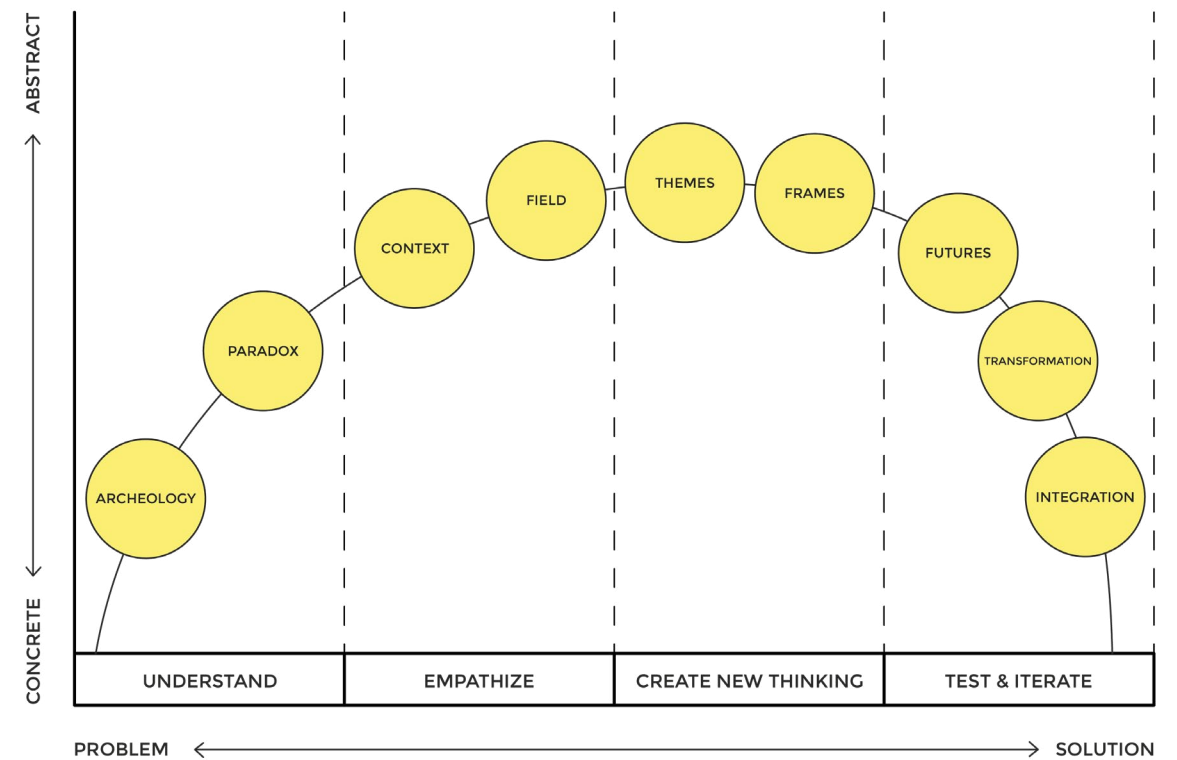 ABSTRACT
CONCRETE
ARCHEOLOGY
PARADOX
CONTEXT
FIELD
THEMES
FRAMES
FUTURES
TRANSFORMATION
INTEGRATION
UNDERSTAND
EMPATHIZE
CREATE NEW THINKING
TEST & ITERATE
PROBLEM
SOLUTION